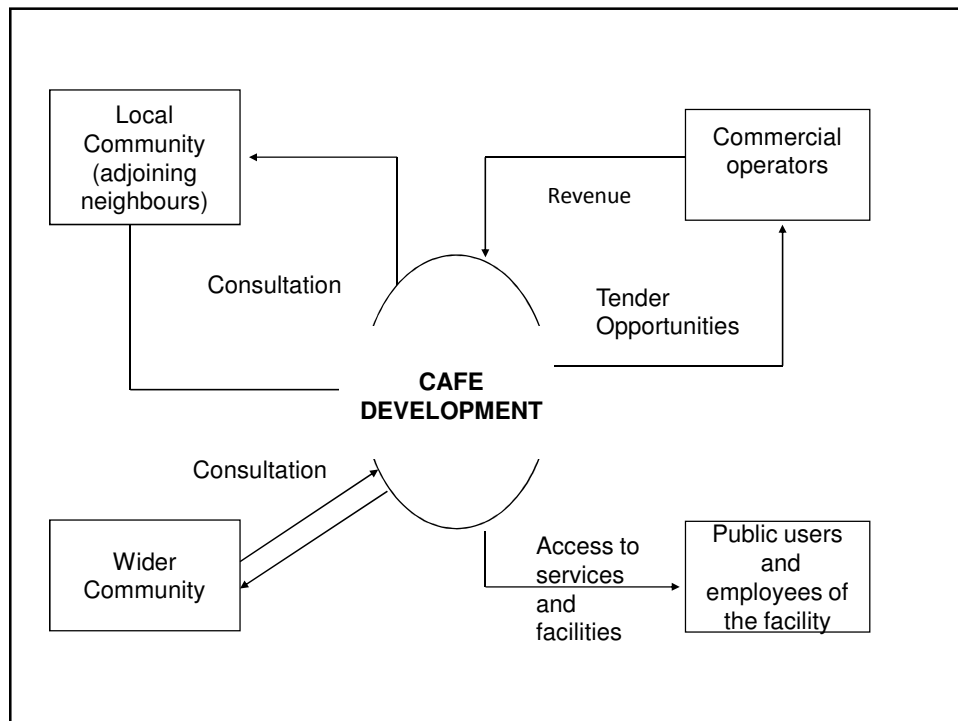 Local
Community
(adjoining
neighbours)
Commercial
operators
Revenue
Consultation
Tender
Opportunities
CAFE
DEVELOPMENT
Consultation
Wider
Community
Access to
services
and
facilities
Public users
and
employees of
the facility